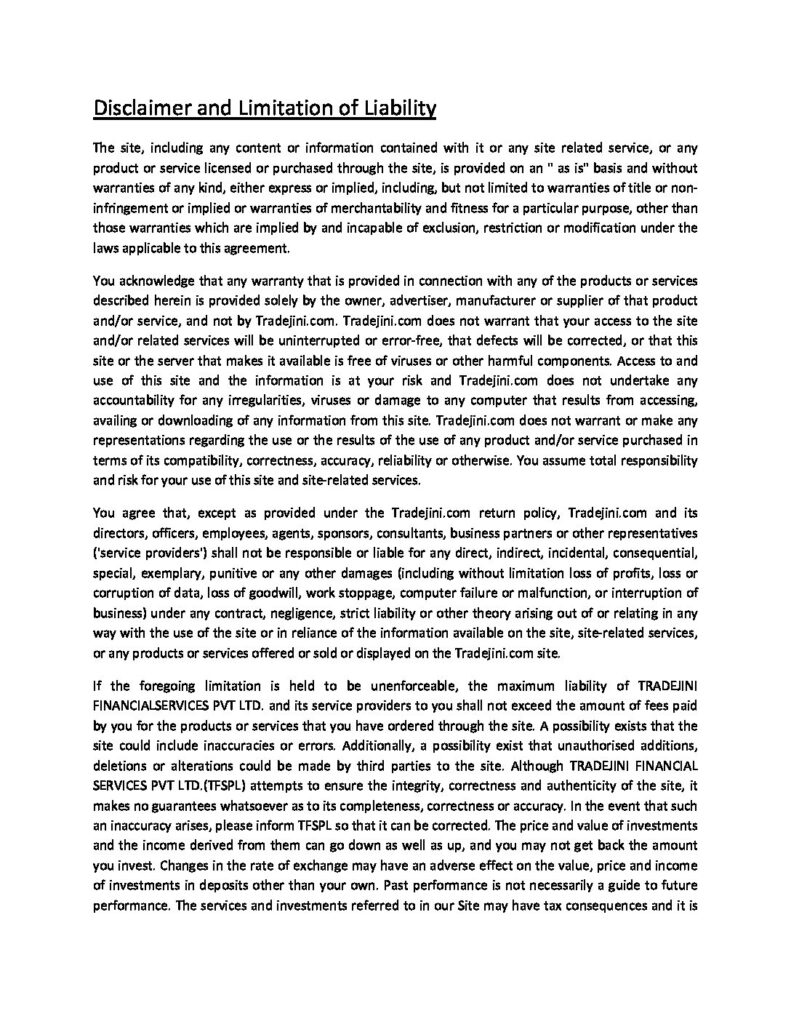 Disclaimer and Limitation of Liability
The site, including any content or information contained with it or any site related service, or any
product or service licensed or purchased through the site, is provided on an " as is" basis and without
warranties of any kind, either express or implied, including, but not limited to warranties of title or non-
infringement or implied or warranties of merchantability and fitness for a particular purpose, other than
those warranties which are implied by and incapable of exclusion, restriction or modification under the
laws applicable to this agreement.
You acknowledge that any warranty that is provided in connection with any of the products or services
described herein is provided solely by the owner, advertiser, manufacturer or supplier of that product
and/or service, and not by Tradejini.com. Tradejini.com does not warrant that your access to the site
and/or related services will be uninterrupted or error-free, that defects will be corrected, or that this
site or the server that makes it available is free of viruses or other harmful components. Access to and
use of this site and the information is at your risk and Tradejini.com does not undertake any
accountability for any irregularities, viruses or damage to any computer that results from accessing,
availing or downloading of any information from this site. Tradejini.com does not warrant or make any
representations regarding the use or the results of the use of any product and/or service purchased in
terms of its compatibility, correctness, accuracy, reliability or otherwise. You assume total responsibility
and risk for your use of this site and site-related services.
You agree that, except as provided under the Tradejini.com return policy, Tradejini.com and its
directors, officers, employees, agents, sponsors, consultants, business partners or other representatives
('service providers') shall not be responsible or liable for any direct, indirect, incidental, consequential,
special, exemplary, punitive or any other damages (including without limitation loss of profits, loss or
corruption of data, loss of goodwill, work stoppage, computer failure or malfunction, or interruption of
business) under any contract, negligence, strict liability or other theory arising out of or relating in any
way with the use of the site or in reliance of the information available on the site, site-related services,
or any products or services offered or sold or displayed on the Tradejini.com site.
If the foregoing limitation is held to be unenforceable, the maximum liability of TRADEJINI
FINANCIALSERVICES PVT LTD. and its service providers to you shall not exceed the amount of fees paid
by you for the products or services that you have ordered through the site. A possibility exists that the
site could include inaccuracies or errors. Additionally, a possibility exist that unauthorised additions,
deletions or alterations could be made by third parties to the site. Although TRADEJINI FINANCIAL
SERVICES PVT LTD.(TFSPL) attempts to ensure the integrity, correctness and authenticity of the site, it
makes no guarantees whatsoever as to its completeness, correctness or accuracy. In the event that such
an inaccuracy arises, please inform TFSPL so that it can be corrected. The price and value of investments
and the income derived from them can go down as well as up, and you may not get back the amount
you invest. Changes in the rate of exchange may have an adverse effect on the value, price and income
of investments in deposits other than your own. Past performance is not necessarily a guide to future
performance. The services and investments referred to in our Site may have tax consequences and it is